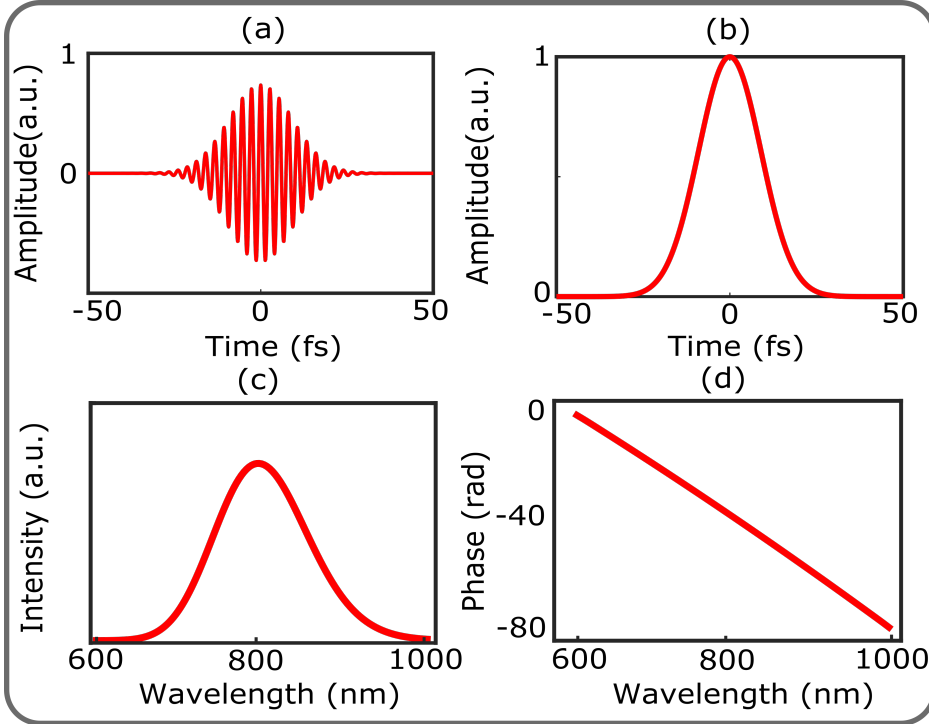 (a)
Amplitude(a.u.)
1
0
-50 0 50
Time (fs)
(b)
Amplitude(a.u.)
1
0
-50 0 50
Time (fs)
(c)
Intensity (a.u.)
600 800 1000
Wavelength (nm)
(d)
Phase (rad)
0
-40
-80
600 800 1000
Wavelength (nm)